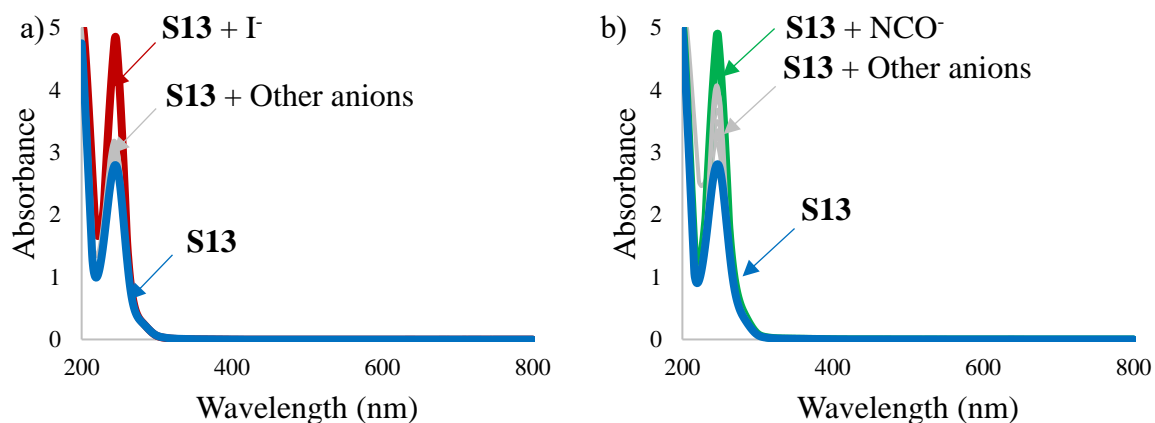 a)
S13 + I-
S13 + Other anions
S13
Absorbance
5
4
3
2
1
0
200
400
600
800
Wavelength (nm)
b)
S13 + NCO-
S13 + Other anions
S13
Absorbance
5
4
3
2
1
0
200
400
600
800
Wavelength (nm)